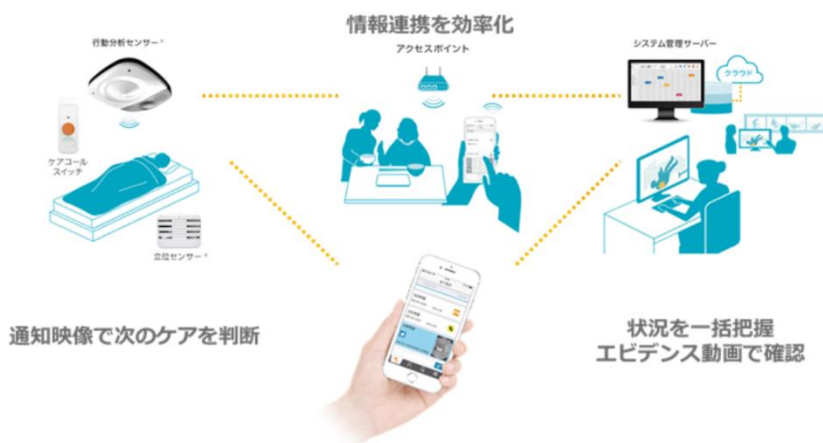 情報連携を効率化
行動分析センサー※
アクセスポイント
システム管理サーバー
クラウド
ケアコール
スイッチ
立位センサー※
通知映像で次のケアを判断
状況を一括把握
エビデンス動画で確認